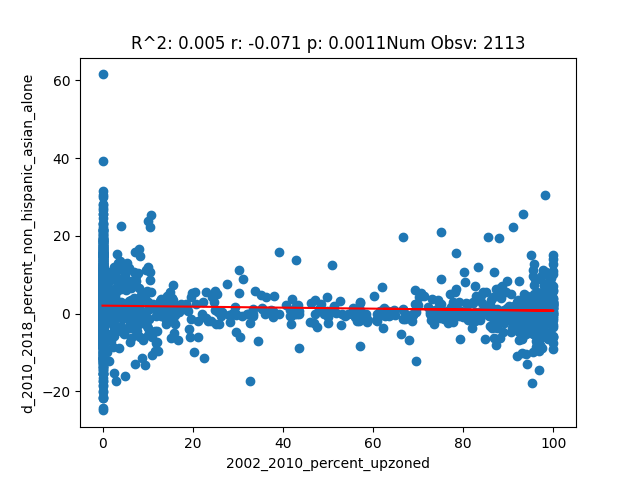 R^2: 0.005 r: -0.071 p: 0.0011Num Obsv: 2113
d_2010_2018_percent_non_hispanic_asian_alone
60
40
20
0
−20
0 20 40 60 80 100
2002_2010_percent_upzoned